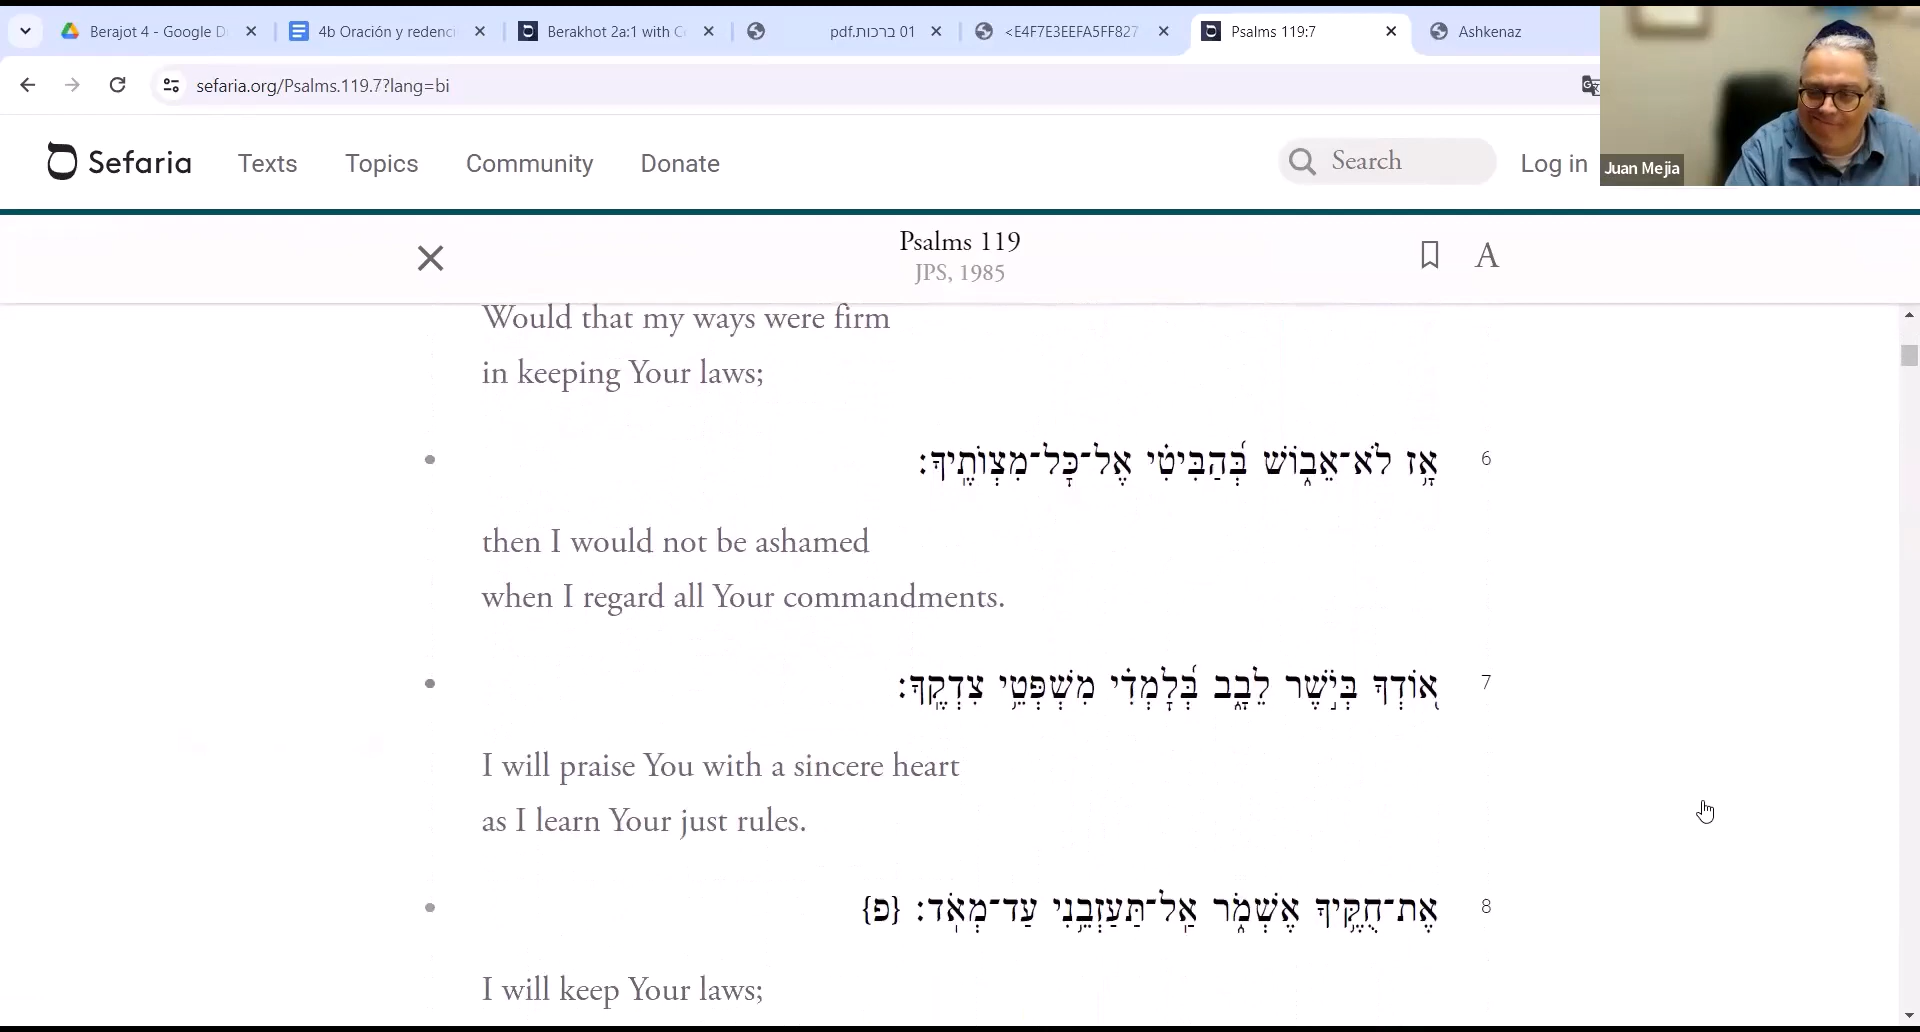 Berajot 4 - Google D
4b Oración y redenci
Berakhot 2a:1 with C
01 ברכות.pdf
<E4F7E3EEFA5FF827
Psalms 119:7
Ashkenaz
sefaria.org/Psalms.119.7?lang=bi
Sefaria
Texts
Topics
Community
Donate
Search
Log in
Juan Mejia
Psalms 119
JPS, 1985
A
Would that my ways were firm
in keeping Your laws;
6
אָ֥ז לֹא־אֵב֑וֹשׁ בְּ֝הַבִּיטִ֗י אֶל־כׇּל־מִצְוֺתֶֽיךָ׃
then I would not be ashamed
when I regard all Your commandments.
7
א֭וֹדְךָ בְּיֹ֣שֶׁר לֵבָ֑ב בְּ֝לׇמְדִ֗י מִשְׁפְּטֵ֥י צִדְקֶֽךָ׃
I will praise You with a sincere heart
as I learn Your just rules.
8
אֶת־חֻקֶּ֥יךָ אֶשְׁמֹ֑ר אַֽל־תַּעַזְבֵ֥נִי עַד־מְאֹֽד׃ {פ}
I will keep Your laws;